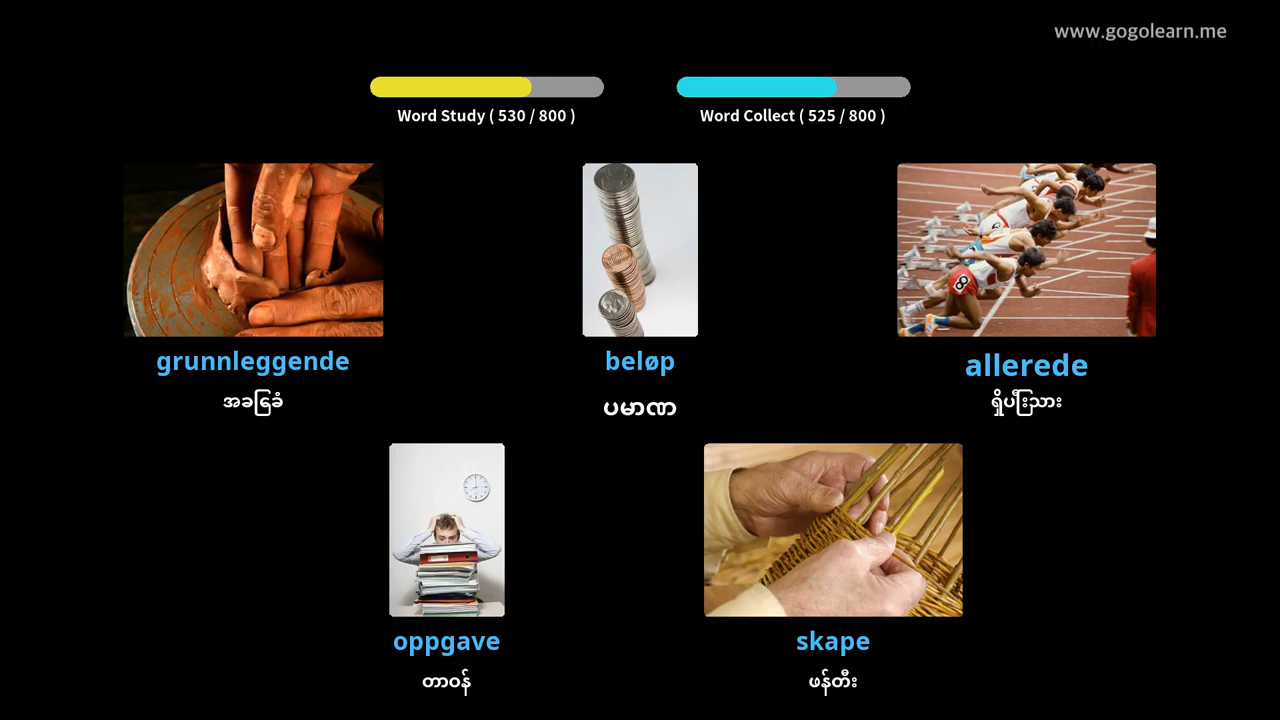 www.gogolearn.me
Word Study ( 530 / 800 )
Word Collect ( 525 / 800 )
grunnleggende
beløp
allerede
အခြေခံ
ပမာဏ
ရှိပြီးသား
oppgave
skape
တာဝန်
ဖန်တီး